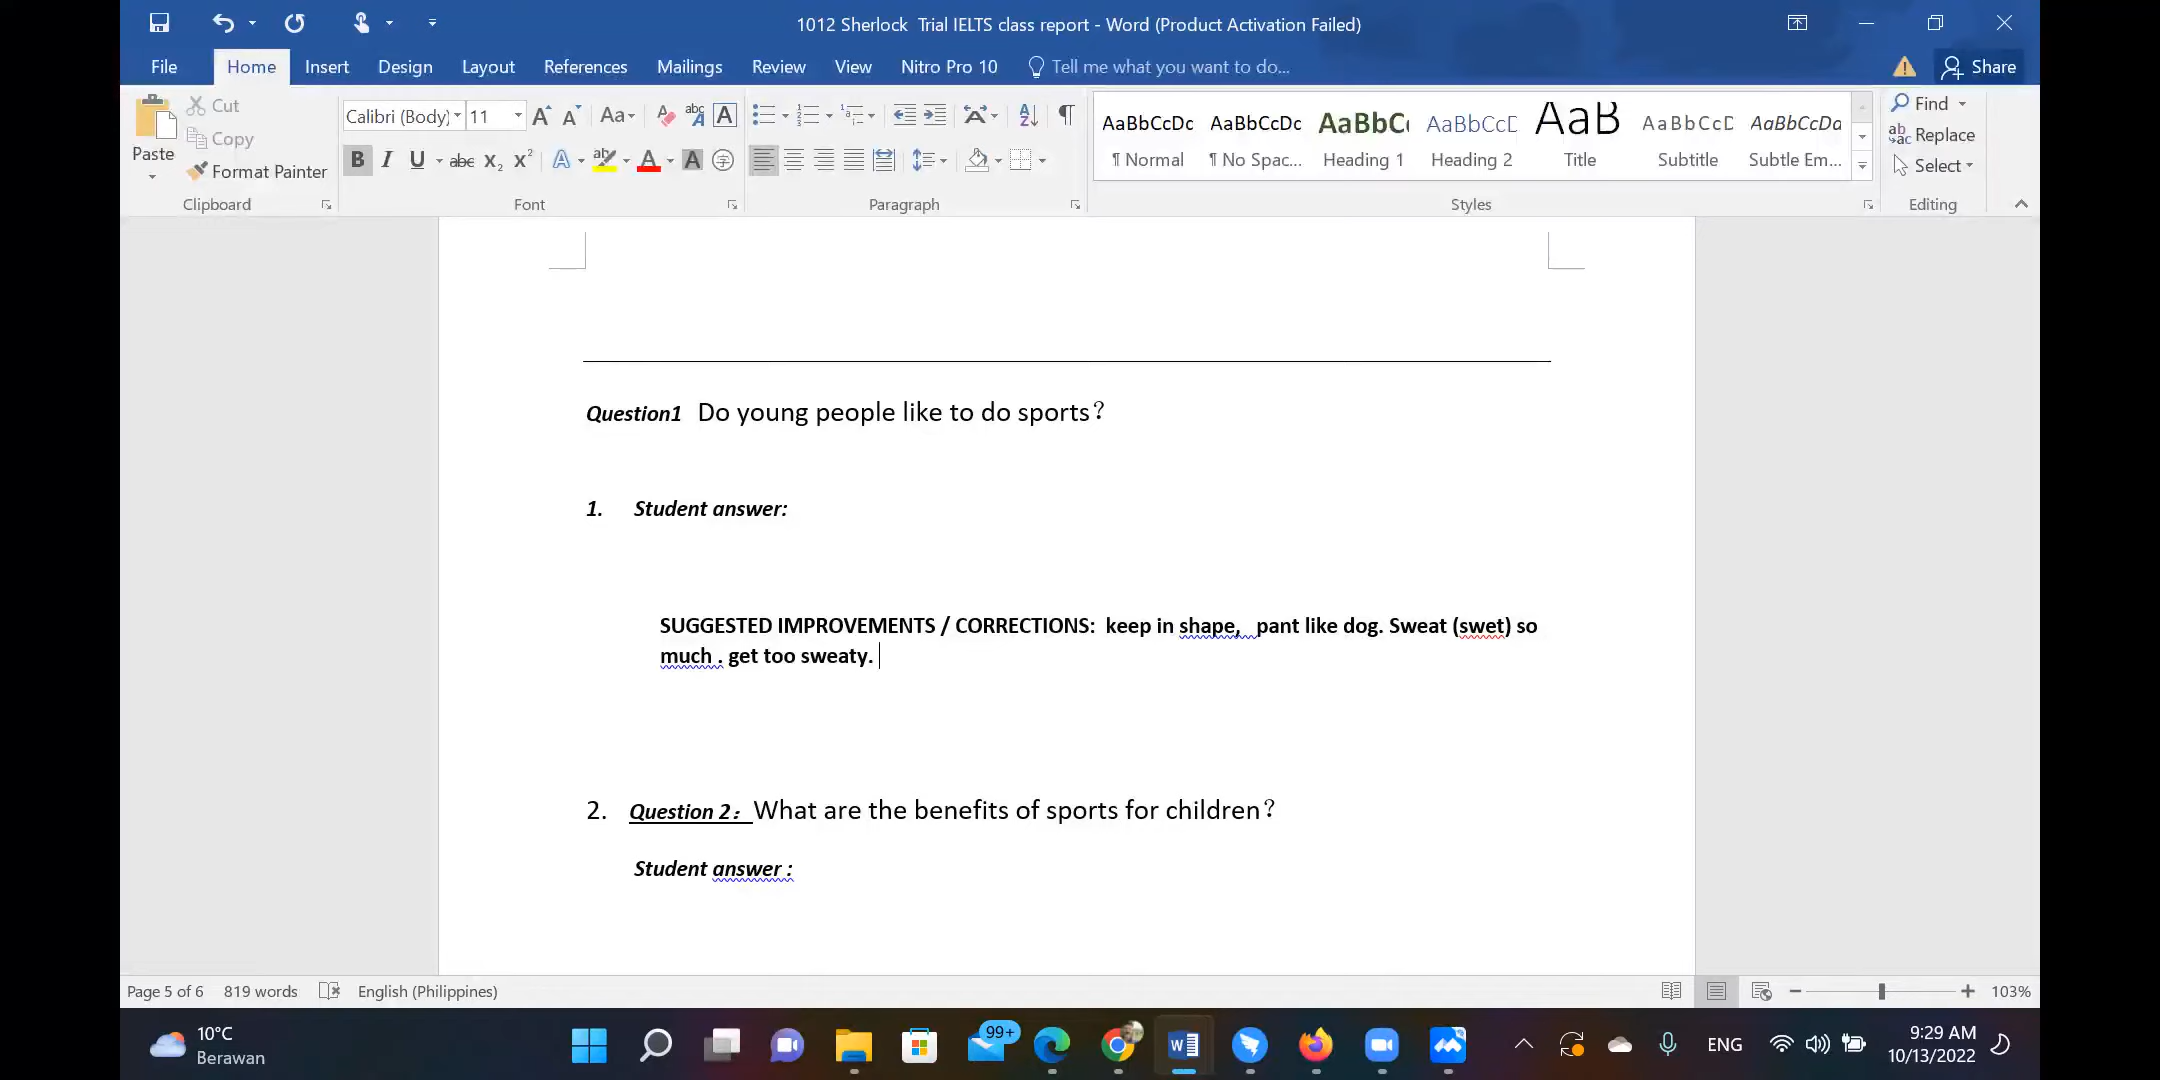 1012 Sherlock  Trial IELTS class report - Word (Product Activation Failed)
File Home Insert Design Layout References Mailings Review View Nitro Pro 10 Tell me what you want to do... Share
Paste
Cut
Copy
Format Painter
Clipboard
Calibri (Body) 11 Aa
B I U abc X2 X2
Font
Paragraph
AaBbCcDc AaBbCcDc AaBbC AaBbCcD AaB AaBbCcD AaBbCcDa
¶ Normal ¶ No Spac... Heading 1 Heading 2 Title Subtitle Subtle Em...
Styles
Find
Replace
Select
Editing
Question1 Do young people like to do sports？
1. Student answer:
SUGGESTED IMPROVEMENTS / CORRECTIONS:  keep in shape,   pant like dog. Sweat (swet) so
much . get too sweaty.
2. Question 2： What are the benefits of sports for children？
Student answer :
Page 5 of 6 819 words English (Philippines) 103%
10°C
Berawan
99+
ENG
9:29 AM
10/13/2022